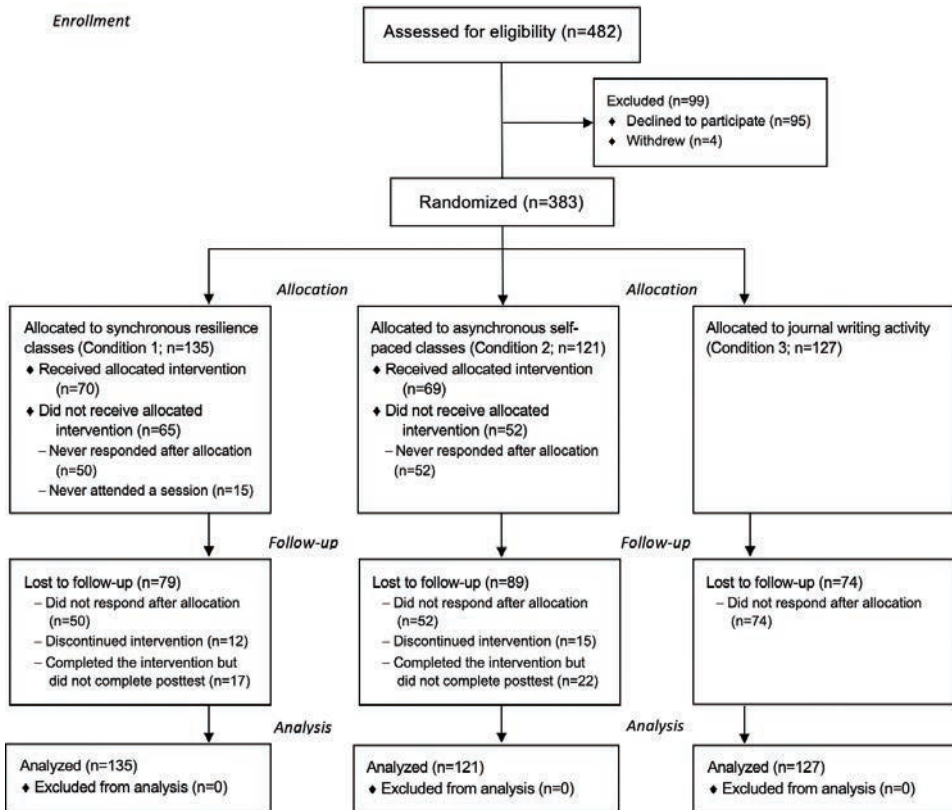 Enrollment
Assessed for eligibility (n=482)
Excluded (n=99)
♦ Declined to participate (n=95)
♦ Withdrew (n=4)
Randomized (n=383)
Allocation
Allocation
Allocated to synchronous resilience
classes (Condition 1; n=135)
♦ Received allocated intervention
(n=70)
♦ Did not receive allocated
intervention (n=65)
– Never responded after allocation
(n=50)
– Never attended a session (n=15)
Allocated to asynchronous self-
paced classes (Condition 2; n=121)
♦ Received allocated intervention
(n=69)
♦ Did not receive allocated
intervention (n=52)
– Never responded after allocation
(n=52)
Allocated to journal writing activity
(Condition 3; n=127)
Follow-up
Follow-up
Lost to follow-up (n=79)
– Did not respond after allocation
(n=50)
– Discontinued intervention (n=12)
– Completed the intervention but
did not complete posttest (n=17)
Lost to follow-up (n=89)
– Did not respond after allocation
(n=52)
– Discontinued intervention (n=15)
– Completed the intervention but
did not complete posttest (n=22)
Lost to follow-up (n=74)
– Did not respond after allocation
(n=74)
Analysis
Analysis
Analyzed (n=135)
♦ Excluded from analysis (n=0)
Analyzed (n=121)
♦ Excluded from analysis (n=0)
Analyzed (n=127)
♦ Excluded from analysis (n=0)